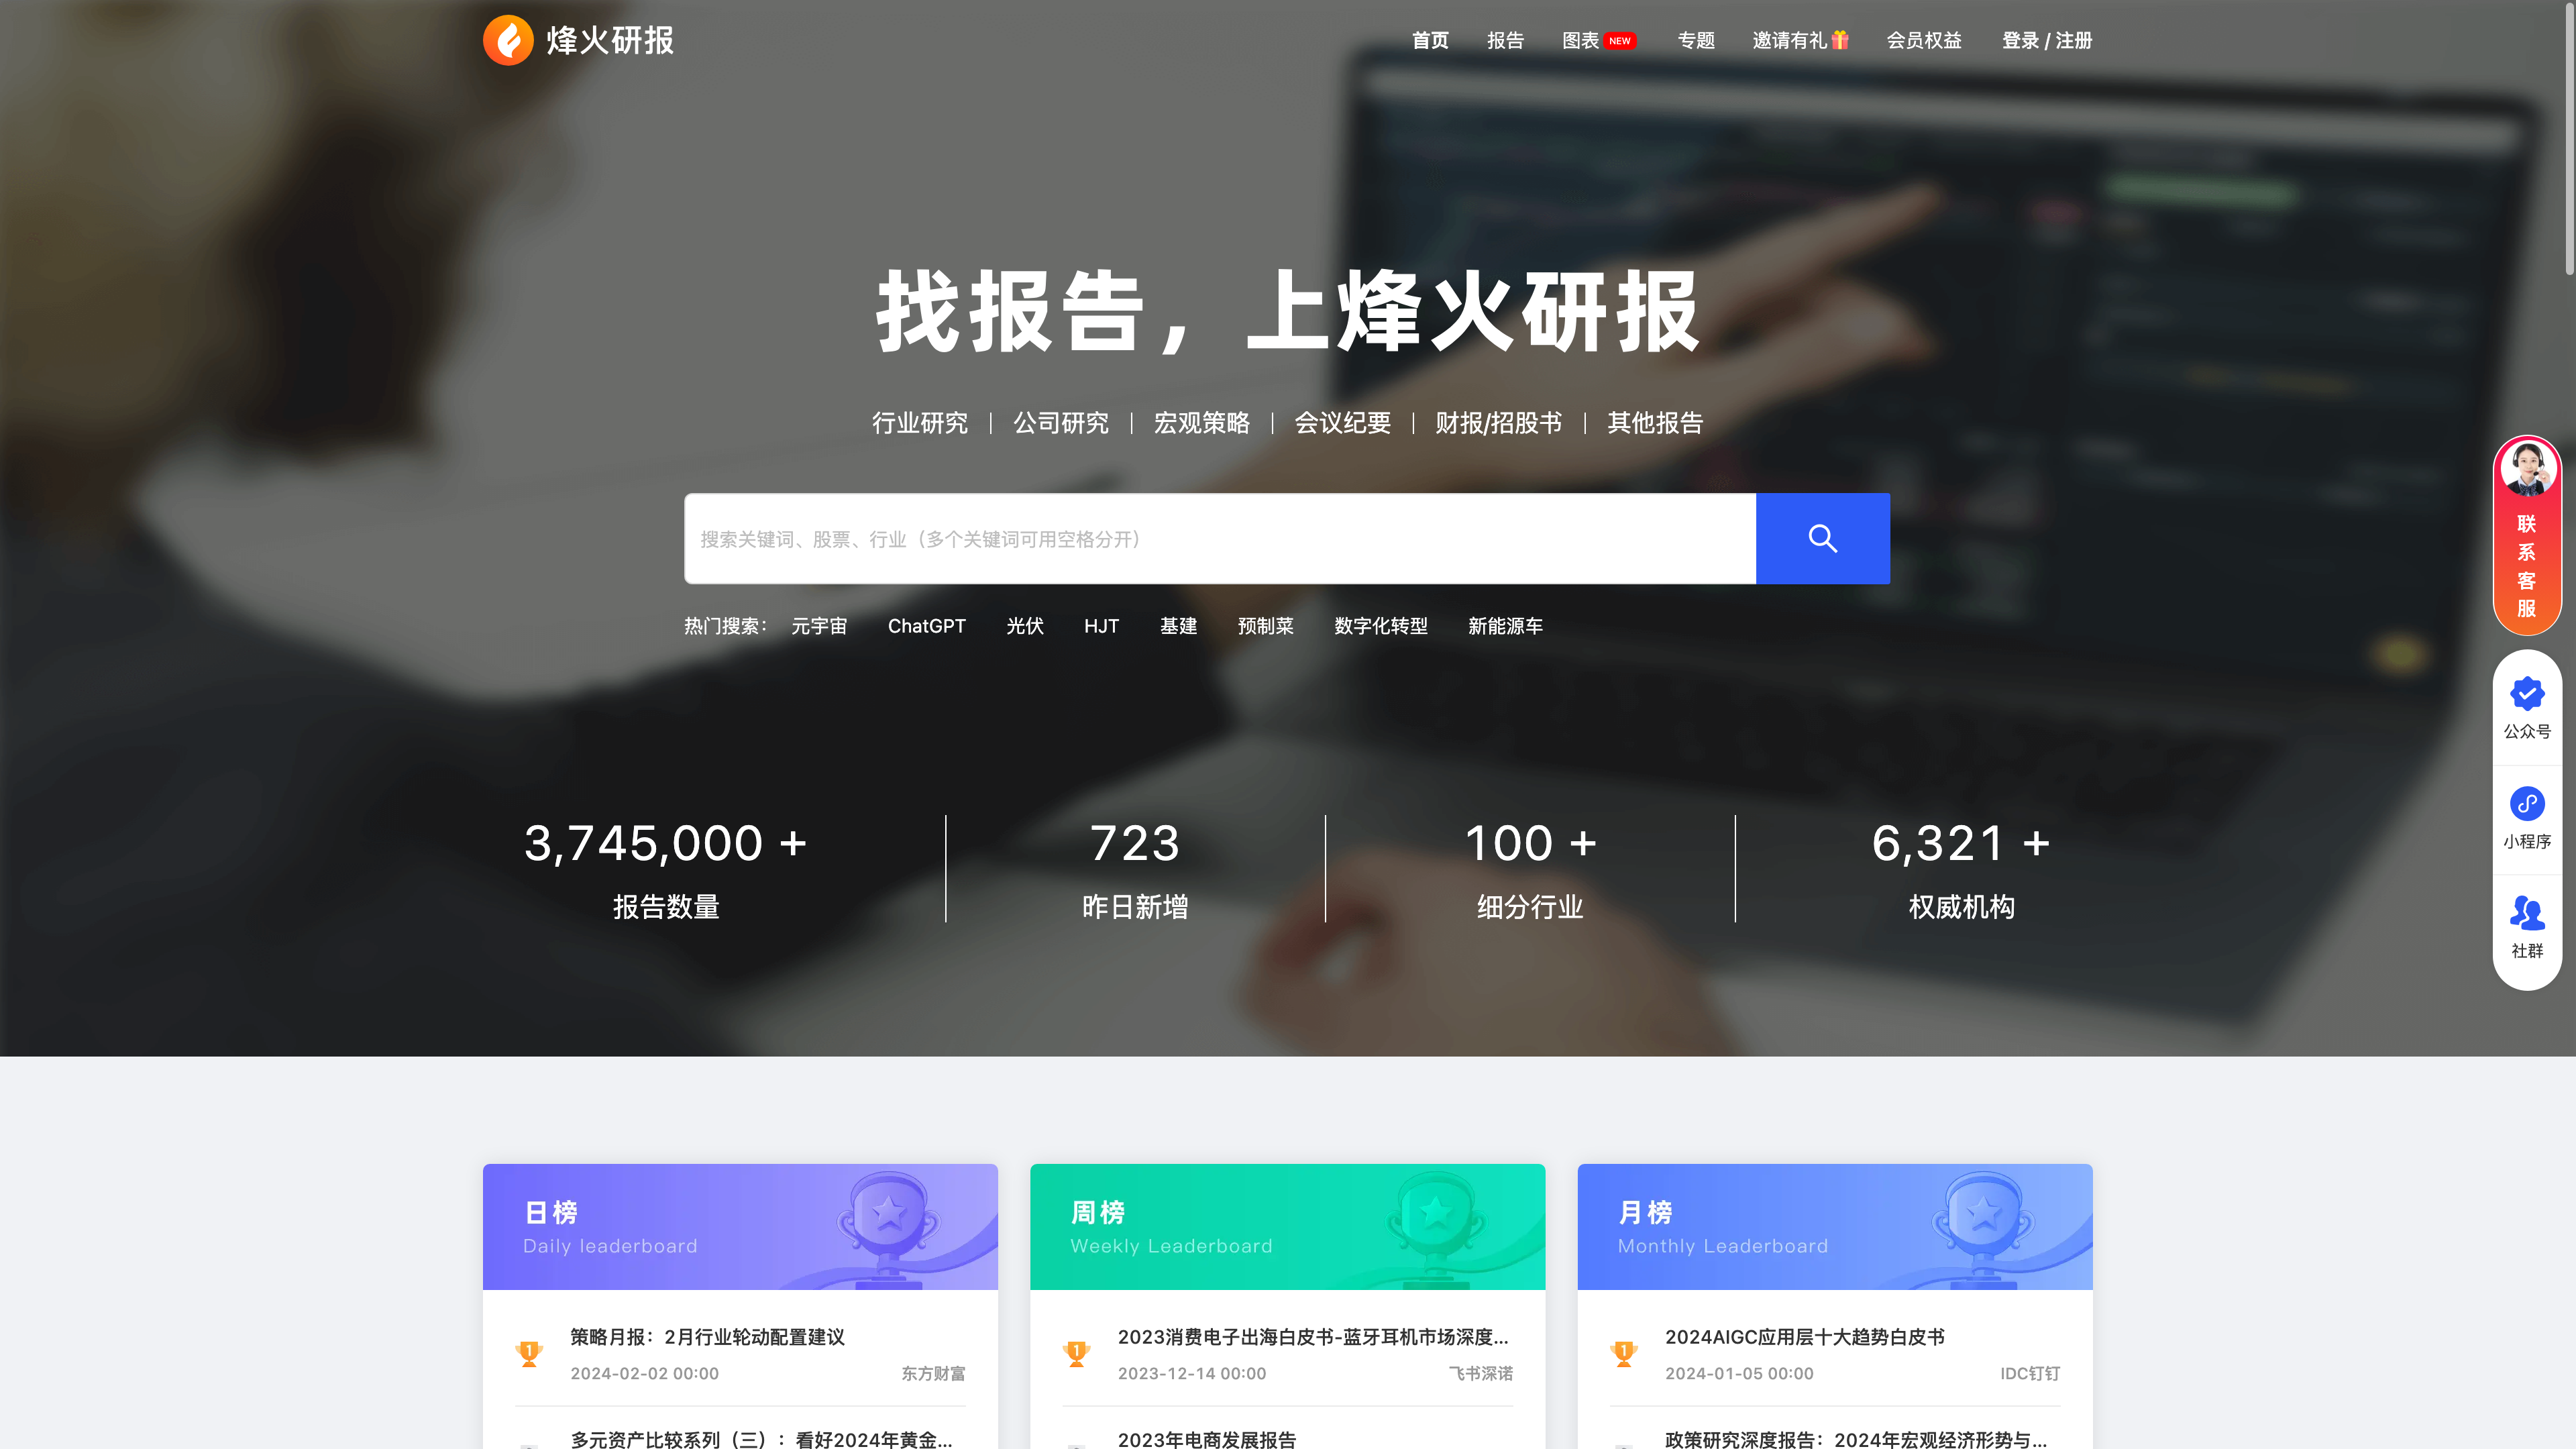 烽火研报
首页 报告 图表 NEW 专题 邀请有礼 会员权益 登录 / 注册
找报告，上烽火研报
行业研究 | 公司研究 | 宏观策略 | 会议纪要 | 财报/招股书 | 其他报告
搜索关键词、股票、行业（多个关键词可用空格分开）
热门搜索： 元宇宙 ChatGPT 光伏 HJT 基建 预制菜 数字化转型 新能源车
3,745,000 + 723 100 + 6,321 +
报告数量 昨日新增 细分行业 权威机构
联
系
客
服
公众号
小程序
社群
日榜
Daily leaderboard
1 策略月报：2月行业轮动配置建议
2024-02-02 00:00 东方财富
多元资产比较系列（三）：看好2024年黄金...
周榜
Weekly Leaderboard
1 2023消费电子出海白皮书-蓝牙耳机市场深度...
2023-12-14 00:00 飞书深诺
2023年电商发展报告
月榜
Monthly Leaderboard
1 2024AIGC应用层十大趋势白皮书
2024-01-05 00:00 IDC钉钉
政策研究深度报告：2024年宏观经济形势与...